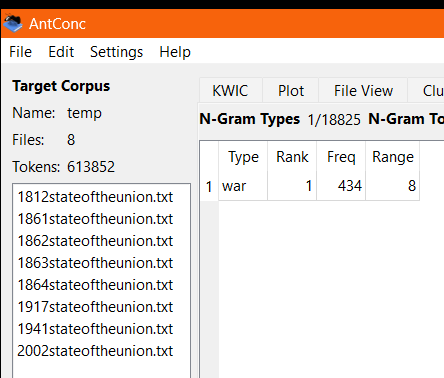 AntConc
File Edit Settings Help
Target Corpus
Name: temp
Files: 8
Tokens: 613852
1812stateoftheunion.txt
1861stateoftheunion.txt
1862stateoftheunion.txt
1863stateoftheunion.txt
1864stateoftheunion.txt
1917stateoftheunion.txt
1941stateoftheunion.txt
2002stateoftheunion.txt
KWIC Plot File View Clu
N-Gram Types 1/18825 N-Gram To
Type Rank Freq Range
1 war 1 434 8